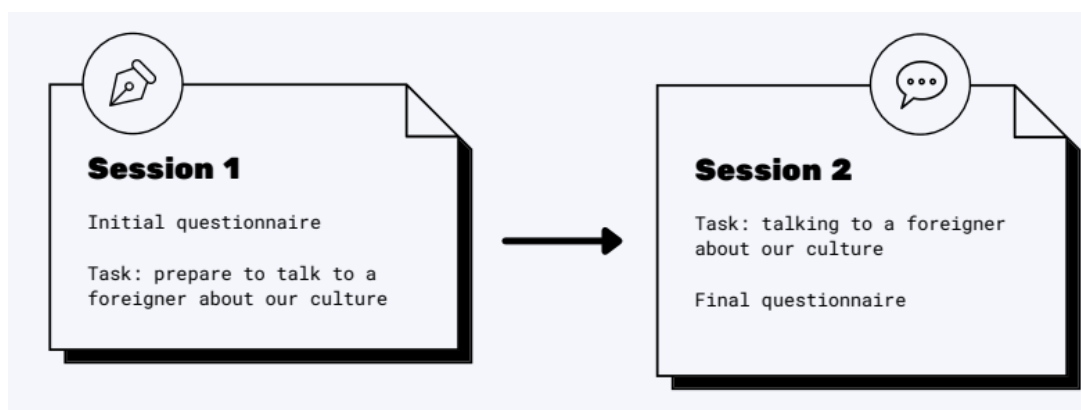 Session 1
Initial questionnaire
Task: prepare to talk to a
foreigner about our culture
Session 2
Task: talking to a foreigner
about our culture
Final questionnaire